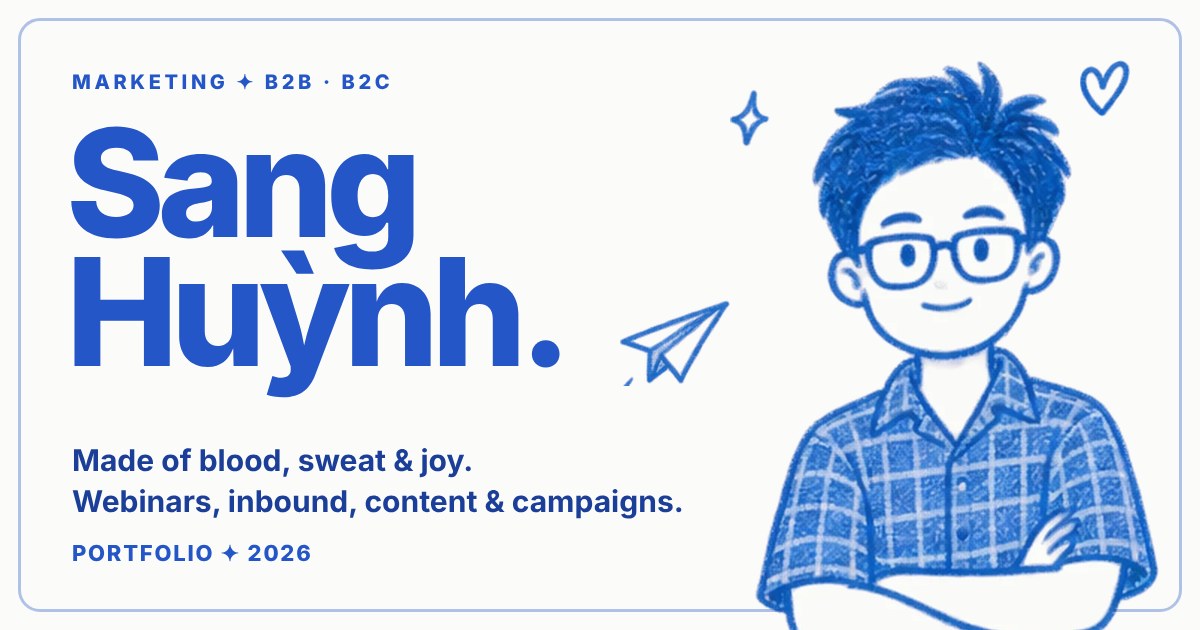 MARKETING ✦ B2B · B2C
Sang
Huỳnh.
Made of blood, sweat & joy.
Webinars, inbound, content & campaigns.
PORTFOLIO ✦ 2026